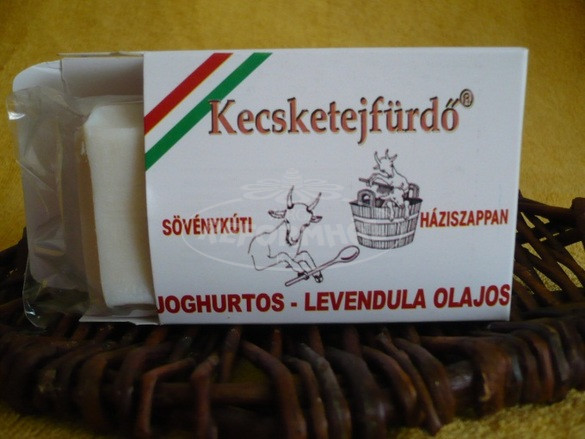 Kecsketejfürdő®
SÖVÉNYKÚTI
HÁZISZAPPAN
JOGHURTOS - LEVENDULA OLAJOS